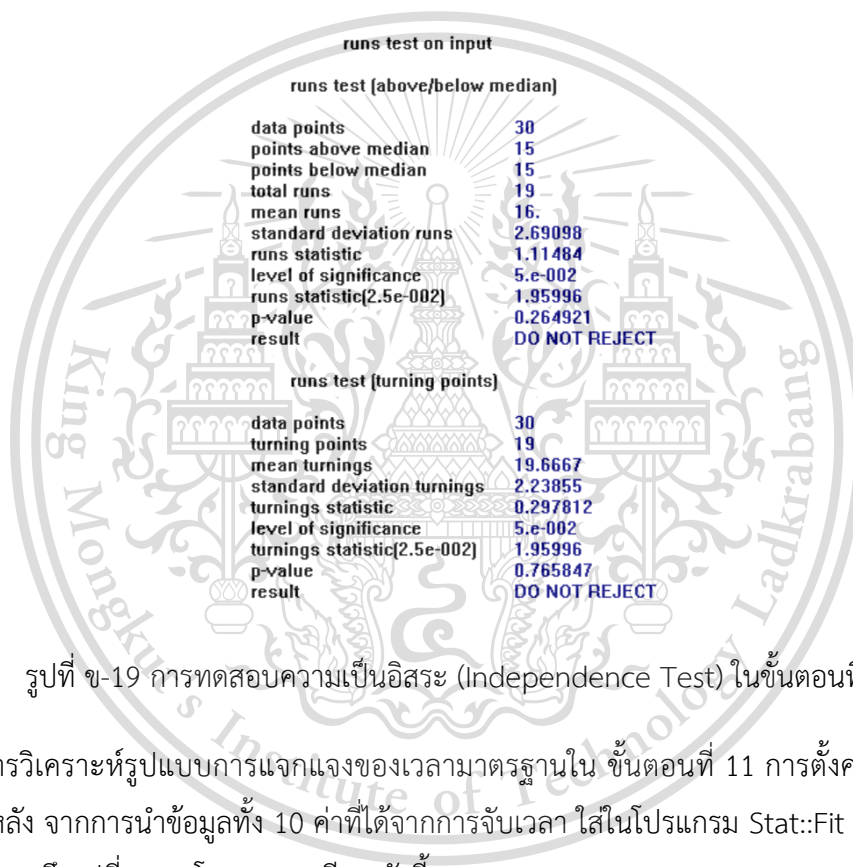 runs test on input
runs test (above/below median)
data points 30
points above median 15
points below median 15
total runs 19
mean runs 16.
standard deviation runs 2.69098
runs statistic 1.11484
level of significance 5.e-002
runs statistic(2.5e-002) 1.95996
p-value 0.264921
result DO NOT REJECT
runs test (turning points)
data points 30
turning points 19
mean turnings 19.6667
standard deviation turnings 2.23855
turnings statistic 0.297812
level of significance 5.e-002
turnings statistic(2.5e-002) 1.95996
p-value 0.765847
result DO NOT REJECT
รูปที่ ข-19 การทดสอบความเป็นอิสระ (Independence Test) ในขั้นตอนที่
ารวิเคราะห์รูปแบบการแจกแจงของเวลามาตรฐานใน ขั้นตอนที่ 11 การตั้งค
หลัง จากการนำข้อมูลทั้ง 10 ค่าที่ได้จากการจับเวลา ใส่ในโปรแกรม Stat::Fit
King Mongkut's Institute of Technology Ladkrabang